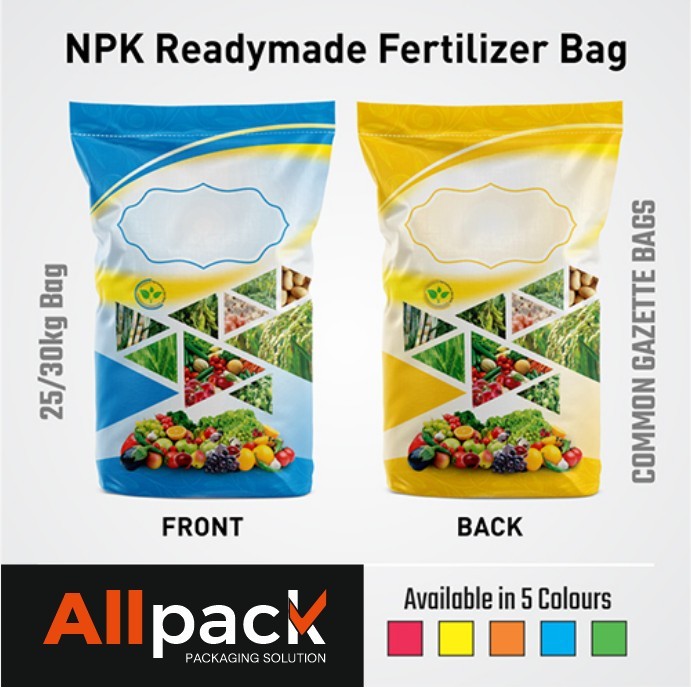 NPK Readymade Fertilizer Bag
25/30kg Bag
COMMON GAZETTE BAGS
FRONT
BACK
Allpack
PACKAGING SOLUTION
Available in 5 Colours